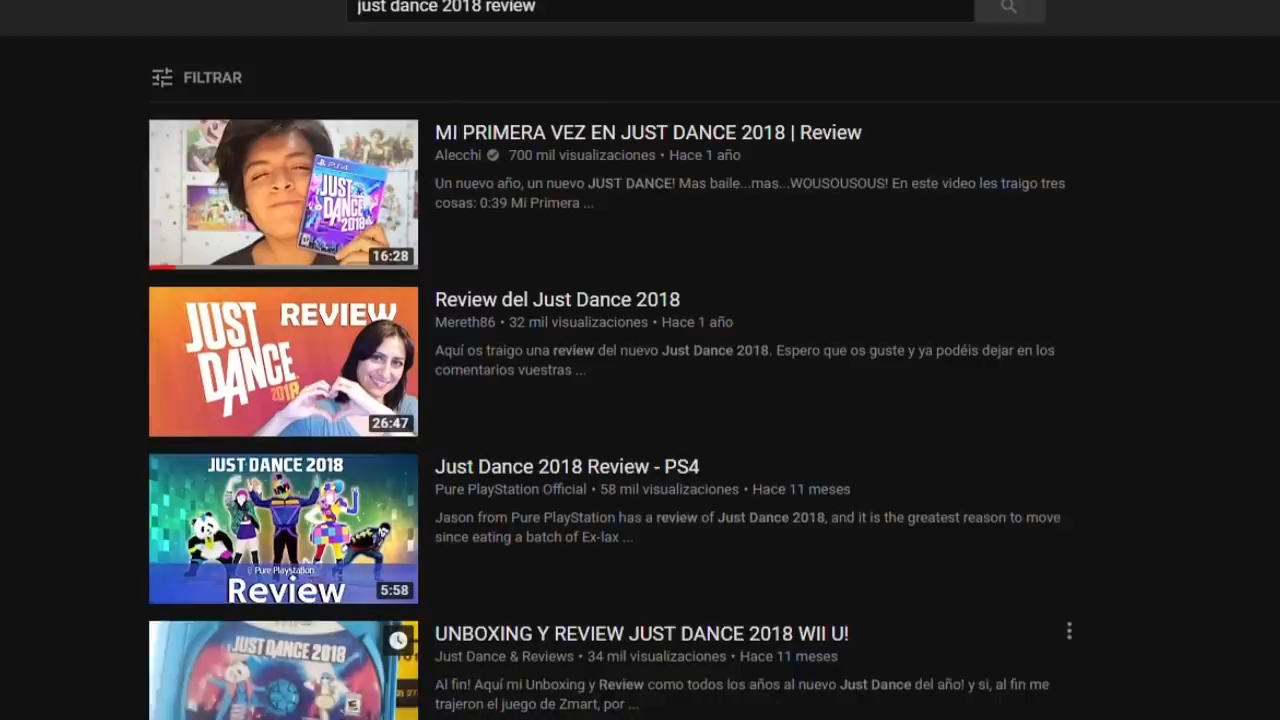 just dance 2018 review
FILTRAR
PS4
JUST
DANCE
2018
16:28
MI PRIMERA VEZ EN JUST DANCE 2018 | Review
Alecchi 700 mil visualizaciones • Hace 1 año
Un nuevo año, un nuevo JUST DANCE! Mas baile...mas...WOUSOUSOUS! En este video les traigo tres
cosas: 0:39 Mi Primera ...
JUST
DANCE
2018
REVIEW
26:47
Review del Just Dance 2018
Mereth86 • 32 mil visualizaciones • Hace 1 año
Aquí os traigo una review del nuevo Just Dance 2018. Espero que os guste y ya podéis dejar en los
comentarios vuestras ...
JUST DANCE 2018
Pure Playstation
Review
5:58
Just Dance 2018 Review - PS4
Pure PlayStation Official • 58 mil visualizaciones • Hace 11 meses
Jason from Pure PlayStation has a review of Just Dance 2018, and it is the greatest reason to move
since eating a batch of Ex-lax ...
JUST DANCE 2018
UNBOXING Y REVIEW JUST DANCE 2018 WII U!
Just Dance & Reviews • 34 mil visualizaciones • Hace 11 meses
Al fin! Aquí mi Unboxing y Review como todos los años al nuevo Just Dance del año! y si, al fin me
trajeron el juego de Zmart, por ...